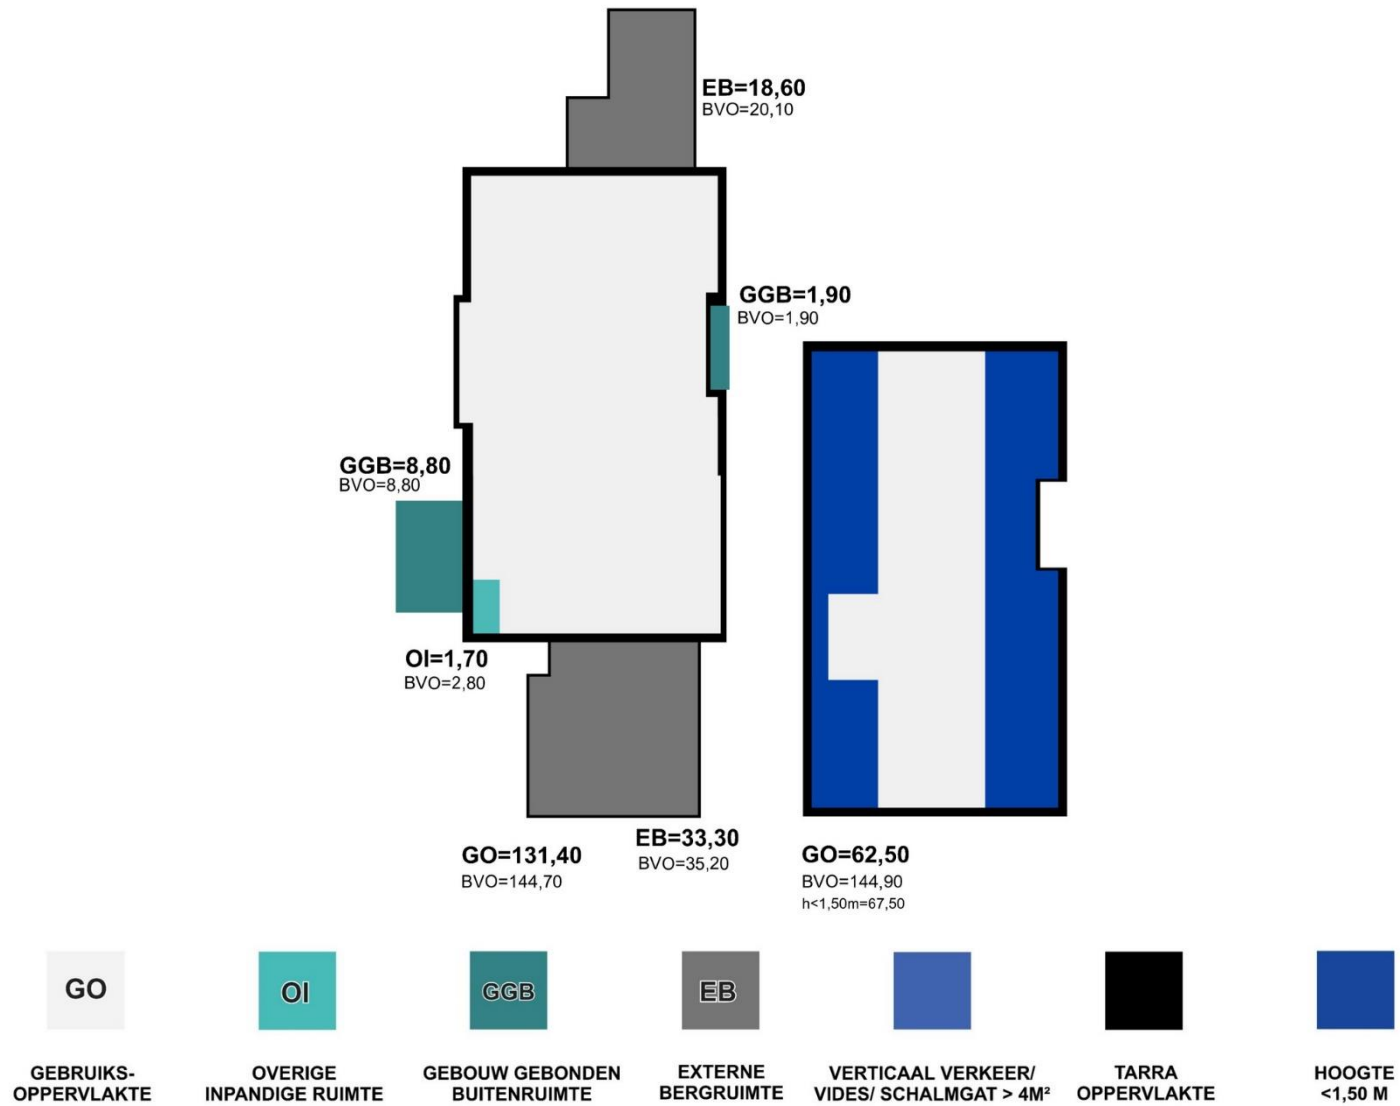 EB=18,60
BVO=20,10
GGB=1,90
BVO=1,90
GGB=8,80
BVO=8,80
OI=1,70
BVO=2,80
EB=33,30
BVO=35,20
GO=131,40
BVO=144,70
GO=62,50
BVO=144,90
h<1,50m=67,50
GO
OI
GGB
EB
GEBRUIKS-
OPPERVLAKTE
OVERIGE
INPANDIGE RUIMTE
GEBOUW GEBONDEN
BUITENRUIMTE
EXTERNE
BERGRUIMTE
VERTICAAL VERKEER/
VIDES/ SCHALMGAT > 4M²
TARRA
OPPERVLAKTE
HOOGTE
<1,50 M